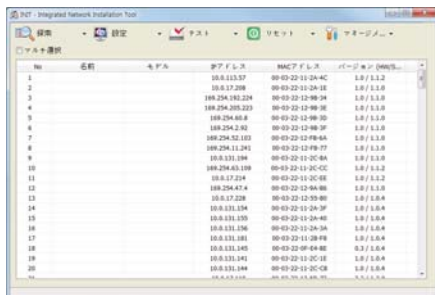 INIT - Integrated Network Installation Tool
探索 設定 テスト リセット マネージメ...
マルチ選択
No 名前 モデル IPアドレス MACアドレス バージョン (HW/S...
1 10.0.113.57 00-03-22-11-2A-4C 1.0 / 1.1.2
2 10.0.17.208 00-03-22-11-2A-1E 1.0 / 1.1.0
3 169.254.192.224 00-03-22-12-9B-34 1.0 / 1.1.0
4 169.254.205.223 00-03-22-12-9B-3E 1.0 / 1.1.0
5 169.254.60.8 00-03-22-12-9B-3D 1.0 / 1.1.0
6 169.254.2.92 00-03-22-12-9B-3F 1.0 / 1.1.0
7 169.254.52.103 00-03-22-12-FB-6A 1.0 / 1.1.0
8 169.254.11.241 00-03-22-12-FB-77 1.0 / 1.1.0
9 10.0.131.194 00-03-22-11-2C-8A 1.0 / 1.1.2
10 169.254.63.109 00-03-22-11-2C-CC 1.0 / 1.1.2
11 10.0.17.214 00-03-22-11-2C-EE 1.0 / 1.1.2
12 169.254.47.4 00-03-22-12-9A-B6 1.0 / 1.1.2
13 10.0.17.228 00-03-22-12-55-B0 1.0 / 1.0.4
14 10.0.131.154 00-03-22-11-2A-3F 1.0 / 1.0.4
15 10.0.131.155 00-03-22-11-2A-40 1.0 / 1.0.4
16 10.0.131.156 00-03-22-11-2A-3A 1.0 / 1.0.4
17 10.0.131.181 00-03-22-11-2B-F8 1.0 / 1.0.4
18 10.0.131.145 00-03-22-0F-E4-BE 0.3 / 1.0.4
19 10.0.131.141 00-03-22-11-2C-1E 1.0 / 1.0.4
20 10.0.131.144 00-03-22-11-2C-CB 1.0 / 1.0.4